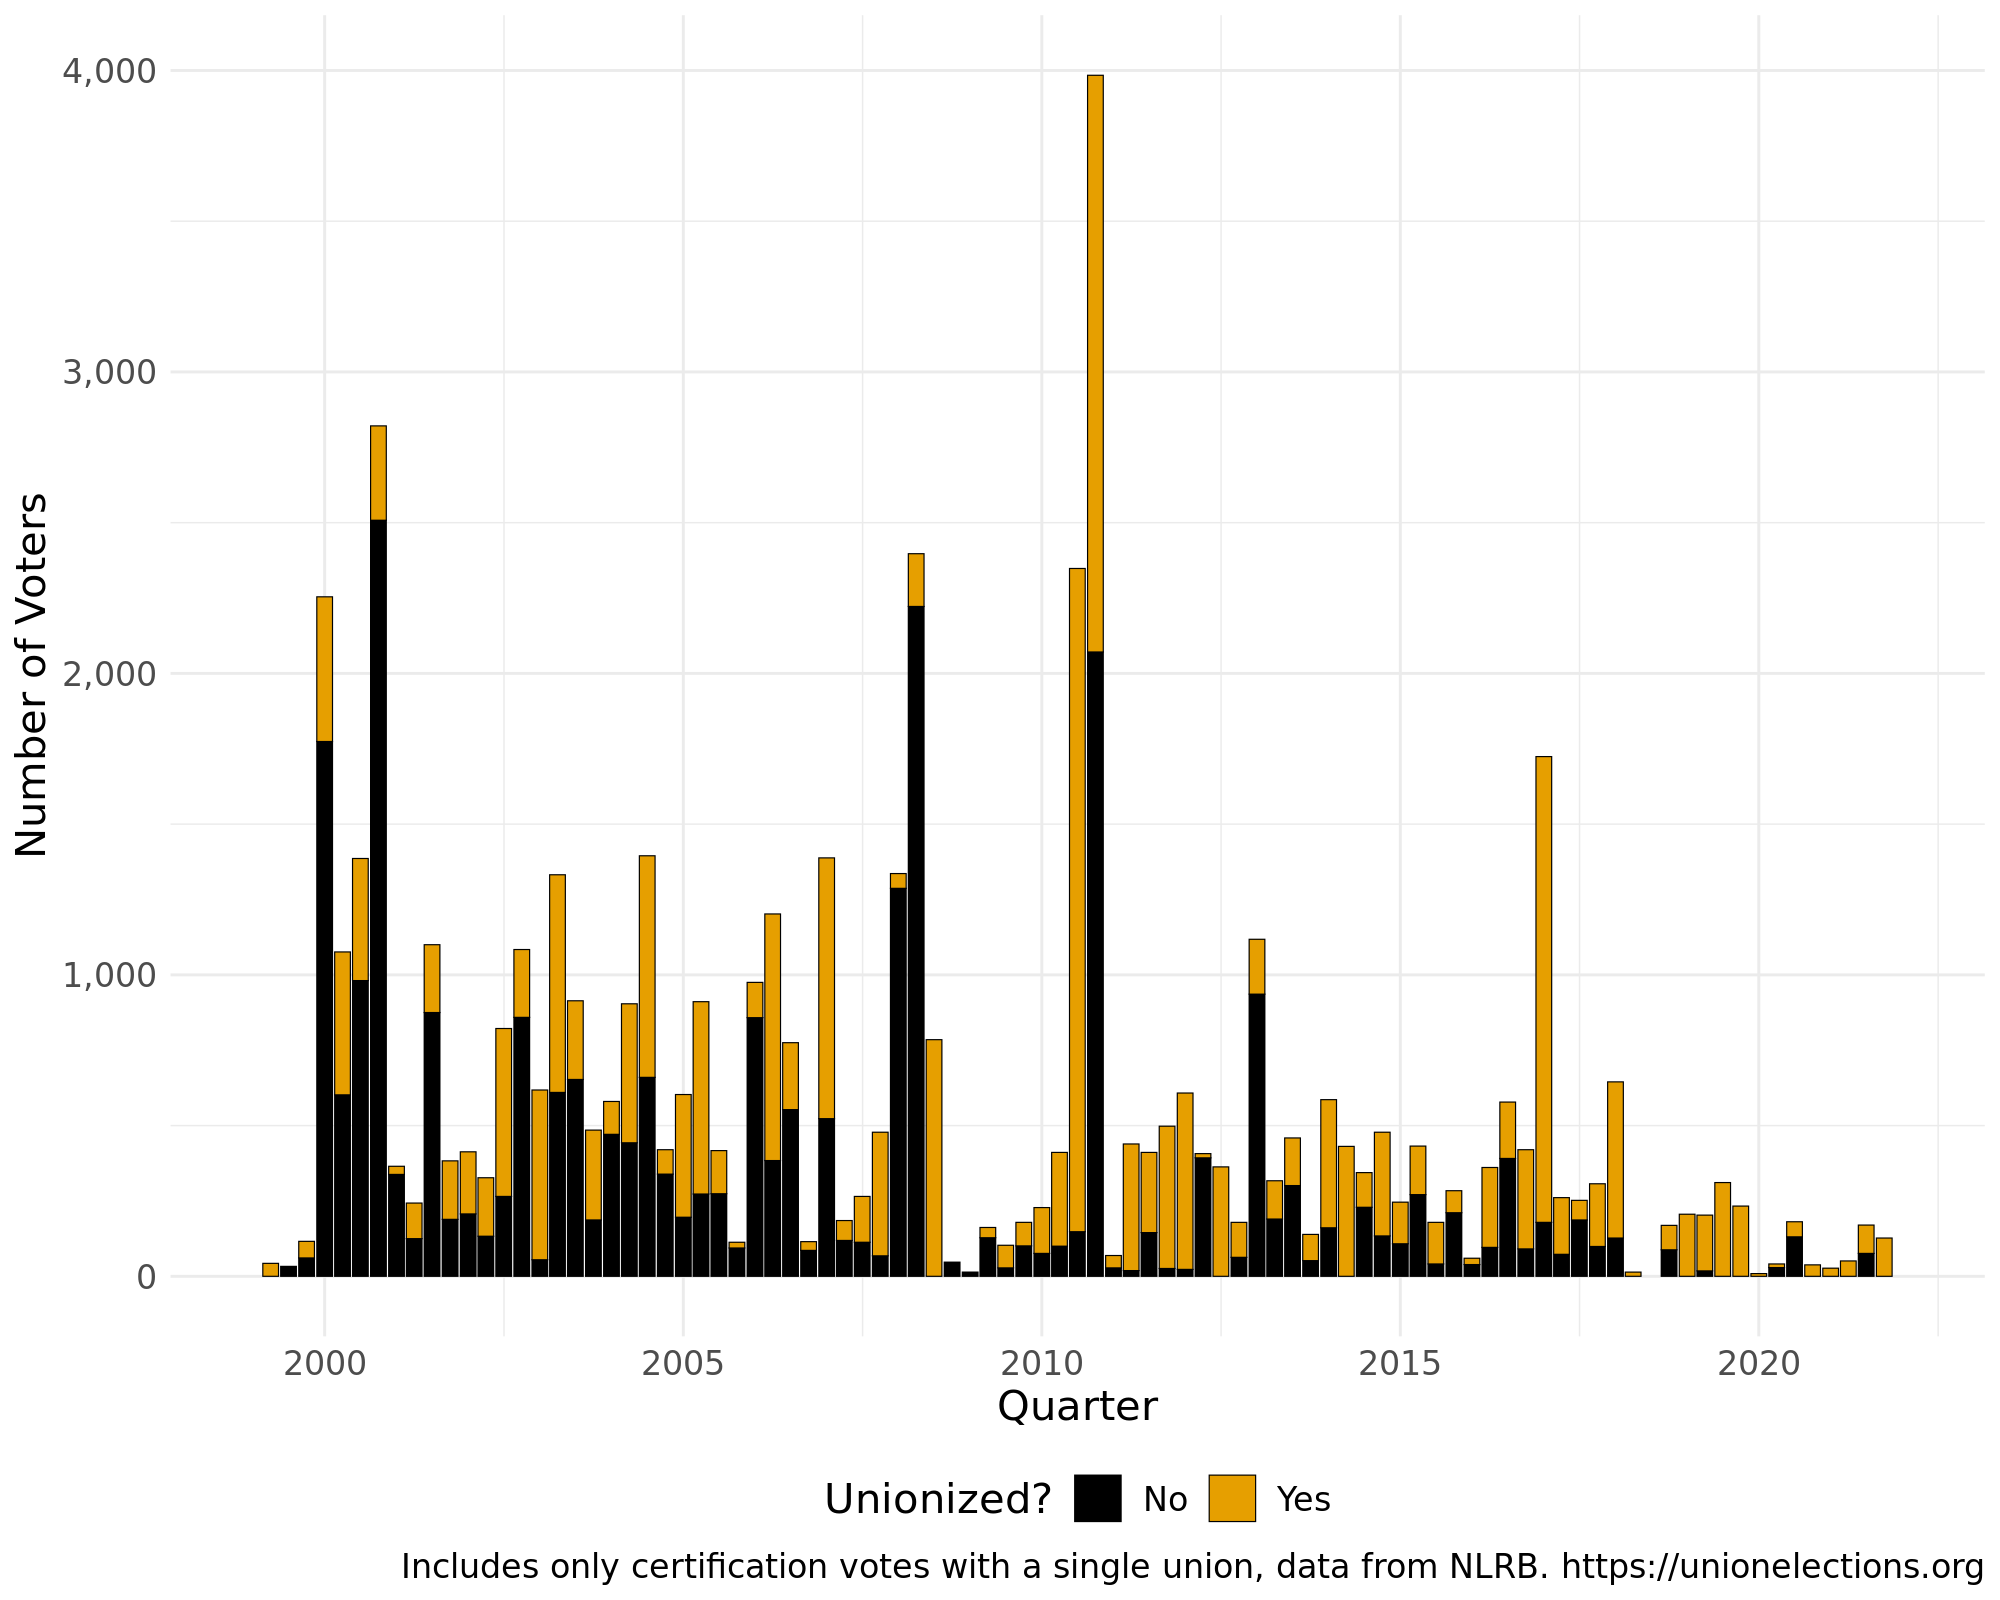 4,000
3,000
2,000
1,000
0
Number of Voters
2000 2005 2010 2015 2020
Quarter
Unionized? No Yes
Includes only certification votes with a single union, data from NLRB. https://unionelections.org